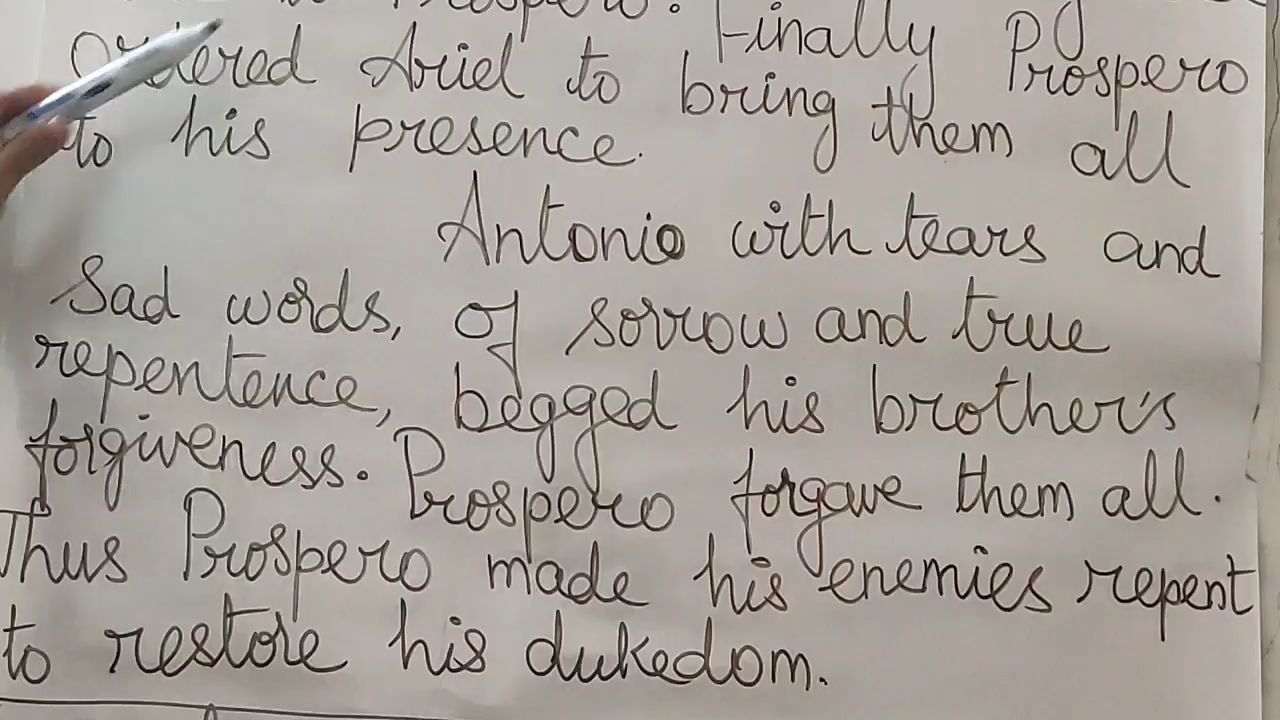 Prospero. Finally Prospero
ordered Ariel to bring them all
to his presence.
Antonio with tears and
Sad words, of sorrow and true
repentence, begged his brother's
forgiveness. Prospero forgave them all.
Thus Prospero made his enemies repent
to restore his dukedom.